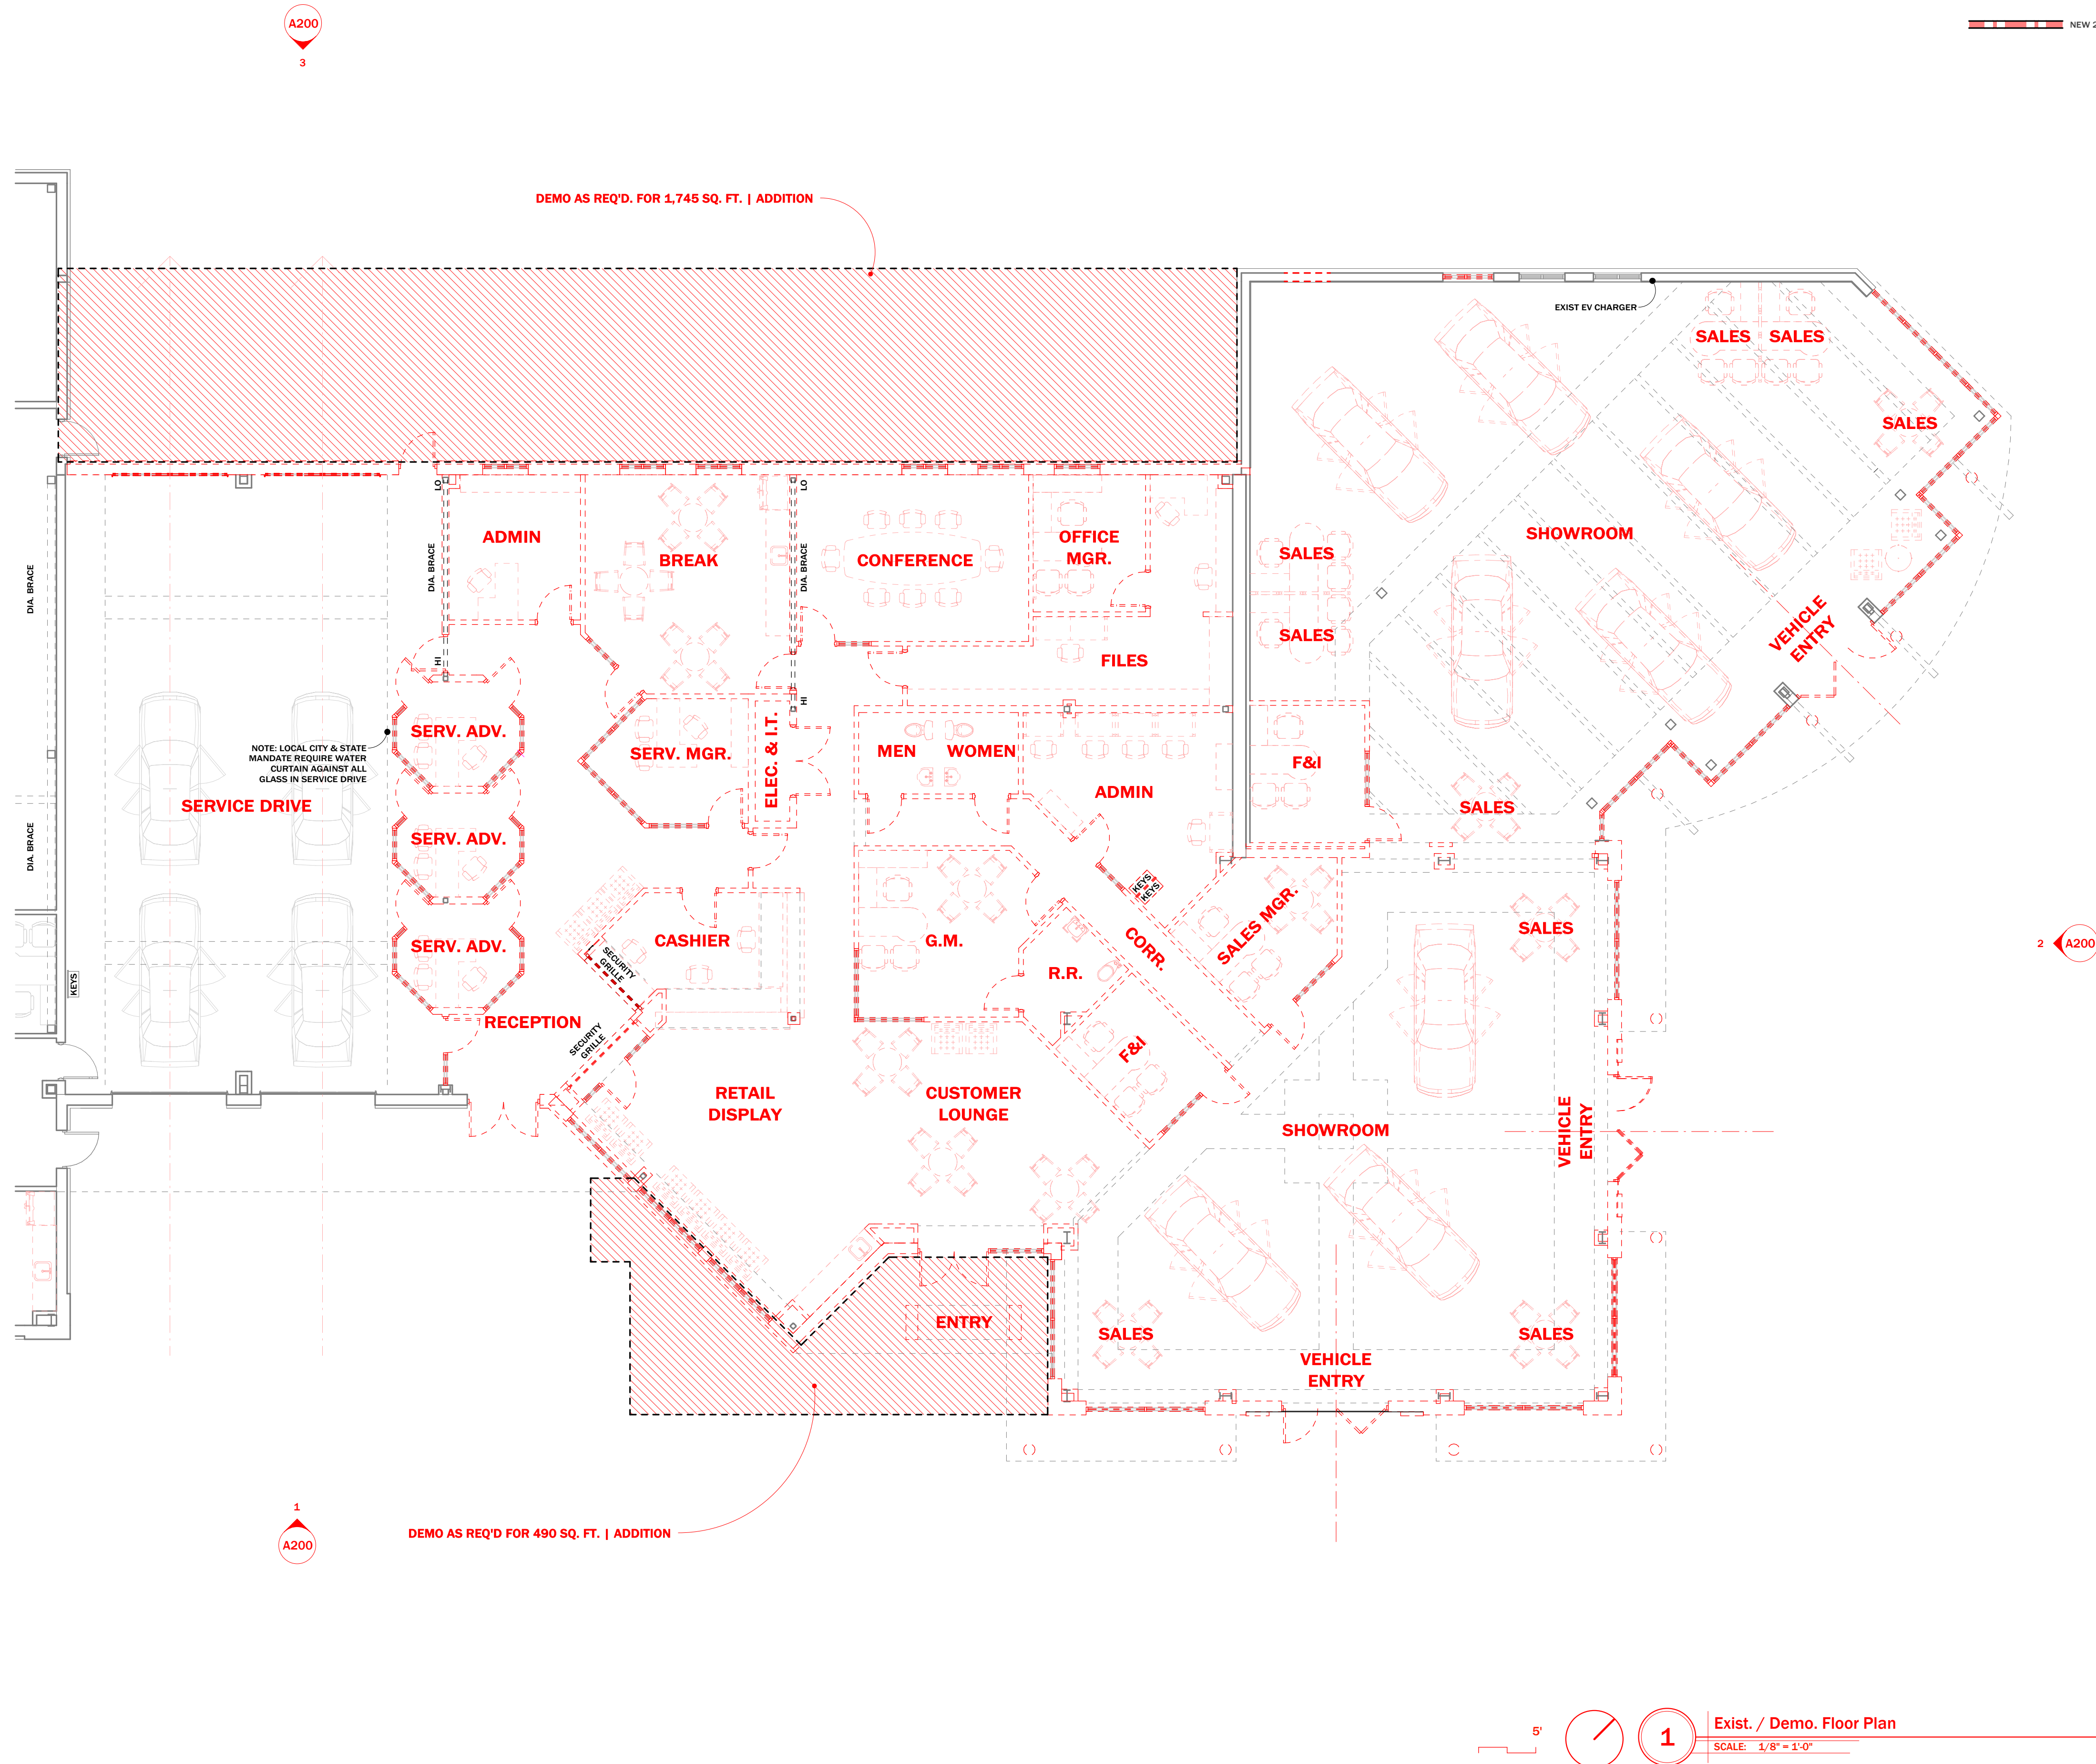 A200
3
NEW 2
DEMO AS REQ'D. FOR 1,745 SQ. FT. | ADDITION
EXIST EV CHARGER
SALES
SALES
SALES
LO
LO
ADMIN
BREAK
CONFERENCE
OFFICE
MGR.
SHOWROOM
SALES
DIA. BRACE
DIA. BRACE
DIA. BRACE
SALES
VEHICLE
ENTRY
HI
FILES
HI
NOTE: LOCAL CITY & STATE
MANDATE REQUIRE WATER
CURTAIN AGAINST ALL
GLASS IN SERVICE DRIVE
SERV. ADV.
SERV. MGR.
ELEC. & I.T.
MEN
WOMEN
F&I
ADMIN
SERVICE DRIVE
SALES
DIA. BRACE
SERV. ADV.
KEYS
KEYS
SALES MGR.
SALES
CASHIER
G.M.
CORR.
SERV. ADV.
SECURITY
GRILLE
R.R.
2
A200
KEYS
RECEPTION
SECURITY
GRILLE
F&I
RETAIL
DISPLAY
CUSTOMER
LOUNGE
SHOWROOM
VEHICLE
ENTRY
ENTRY
SALES
SALES
VEHICLE
ENTRY
1
A200
DEMO AS REQ'D FOR 490 SQ. FT. | ADDITION
5'
1
Exist. / Demo. Floor Plan
SCALE: 1/8" = 1'-0"